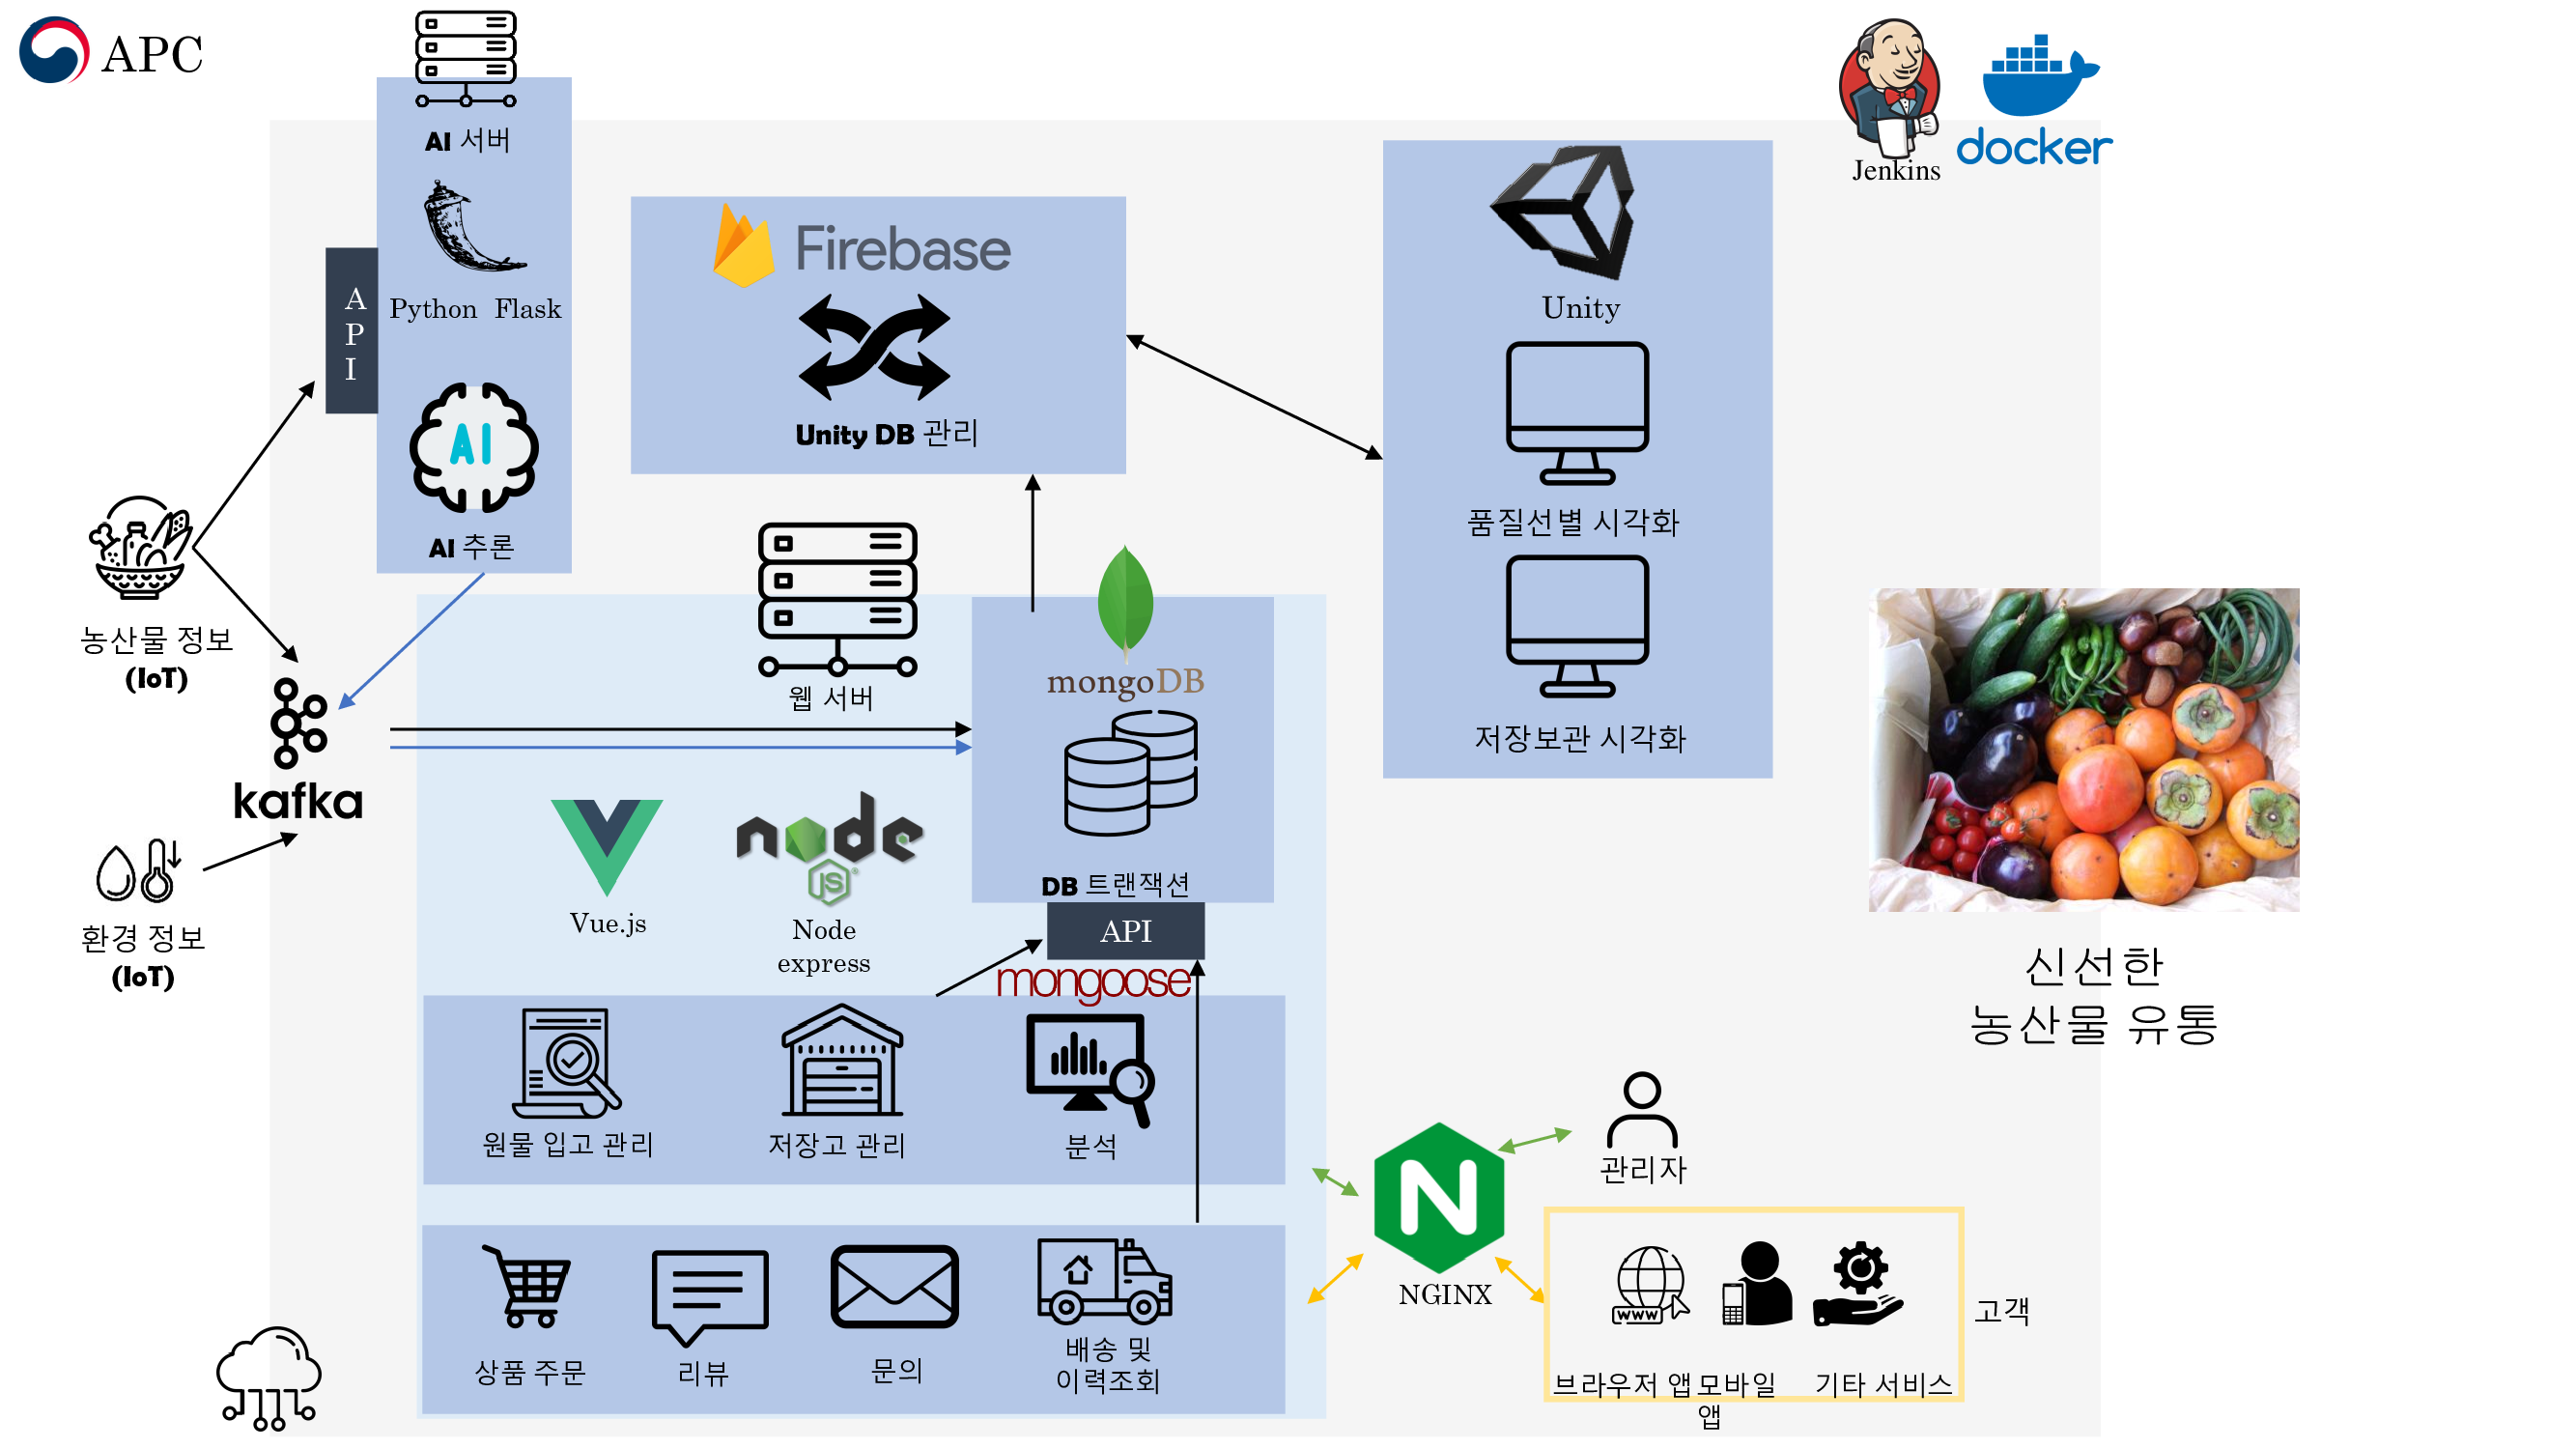 APC
Jenkins
docker
AI 서버
Python Flask
A
P
I
AI 추론
Firebase
Unity DB 관리
Unity
품질선별 시각화
저장보관 시각화
농산물 정보
(IoT)
kafka
환경 정보
(IoT)
웹 서버
mongoDB
DB 트랜잭션
API
mongoose
Vue.js
node
JS
Node
express
원물 입고 관리
저장고 관리
분석
상품 주문
리뷰
문의
배송 및
이력조회
N
NGINX
관리자
www
브라우저 앱
모바일
앱
기타 서비스
고객
신선한
농산물 유통